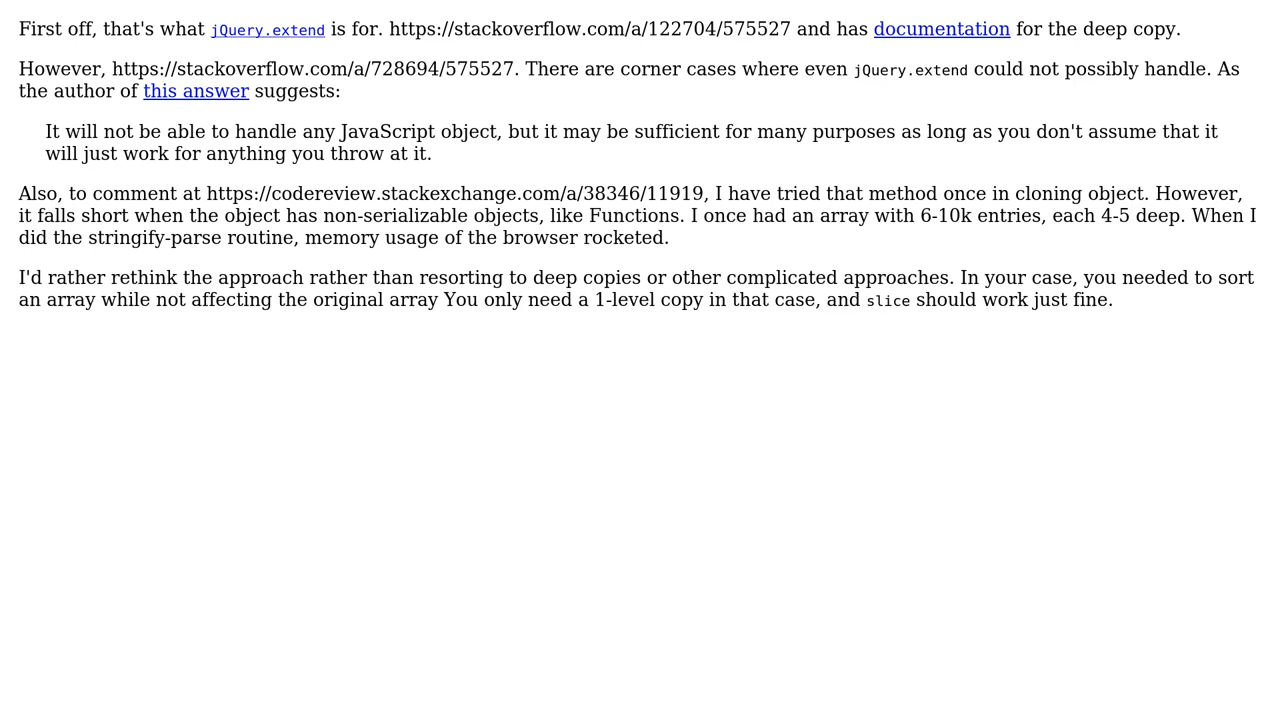 First off, that's what jQuery.extend is for. https://stackoverflow.com/a/122704/575527 and has documentation for the deep copy.
However, https://stackoverflow.com/a/728694/575527. There are corner cases where even jQuery.extend could not possibly handle. As
the author of this answer suggests:
It will not be able to handle any JavaScript object, but it may be sufficient for many purposes as long as you don't assume that it
will just work for anything you throw at it.
Also, to comment at https://codereview.stackexchange.com/a/38346/11919, I have tried that method once in cloning object. However,
it falls short when the object has non-serializable objects, like Functions. I once had an array with 6-10k entries, each 4-5 deep. When I
did the stringify-parse routine, memory usage of the browser rocketed.
I'd rather rethink the approach rather than resorting to deep copies or other complicated approaches. In your case, you needed to sort
an array while not affecting the original array You only need a 1-level copy in that case, and slice should work just fine.